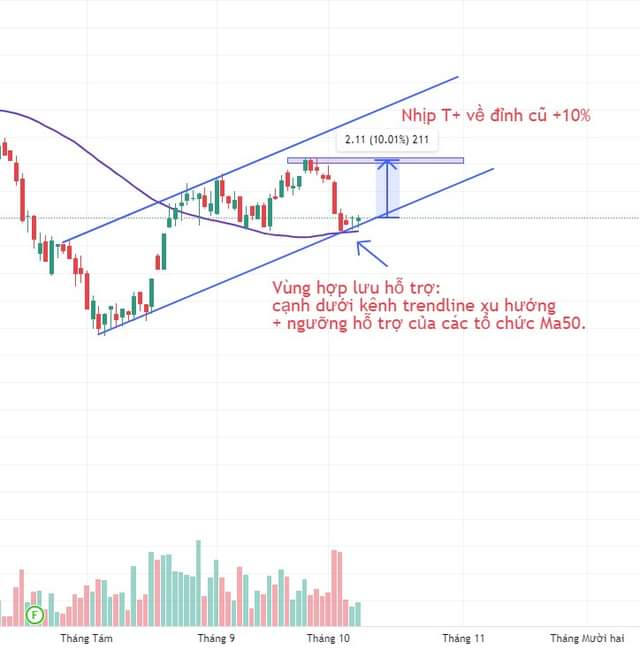 Nhịp T+ về đỉnh cũ +10%
2.11 (10.01%) 211
Vùng hợp lưu hỗ trợ:
cạnh dưới kênh trendline xu hướng
+ ngưỡng hỗ trợ của các tổ chức Ma50.
F
Tháng Tám Tháng 9 Tháng 10 Tháng 11 Tháng Mười hai